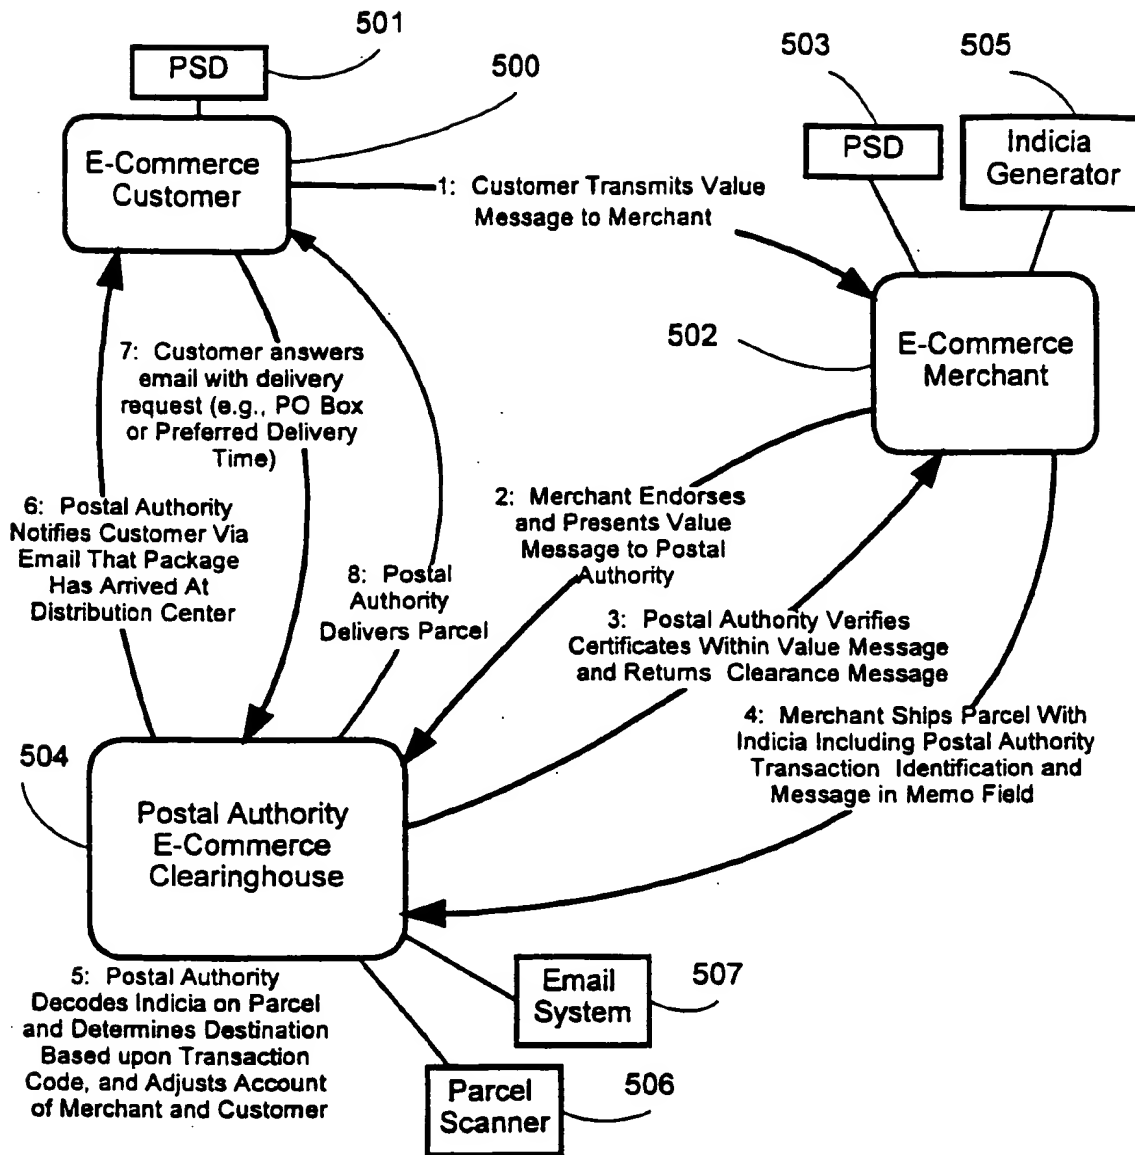 501
503
505
PSD
500
PSD
Indicia
Generator
E-Commerce
Customer
1: Customer Transmits Value
Message to Merchant
502
E-Commerce
Merchant
7: Customer answers
email with delivery
request (e.g., PO Box
or Preferred Delivery
Time)
6: Postal Authority
Notifies Customer Via
Email That Package
Has Arrived At
Distribution Center
2: Merchant Endorses
and Presents Value
Message to Postal
Authority
8: Postal
Authority
Delivers Parcel
3: Postal Authority Verifies
Certificates Within Value Message
and Returns Clearance Message
4: Merchant Ships Parcel With
Indicia Including Postal Authority
Transaction Identification and
Message in Memo Field
504
Postal Authority
E-Commerce
Clearinghouse
5: Postal Authority
Decodes Indicia on Parcel
and Determines Destination
Based upon Transaction
Code, and Adjusts Account
of Merchant and Customer
Email
System
507
Parcel
Scanner
506